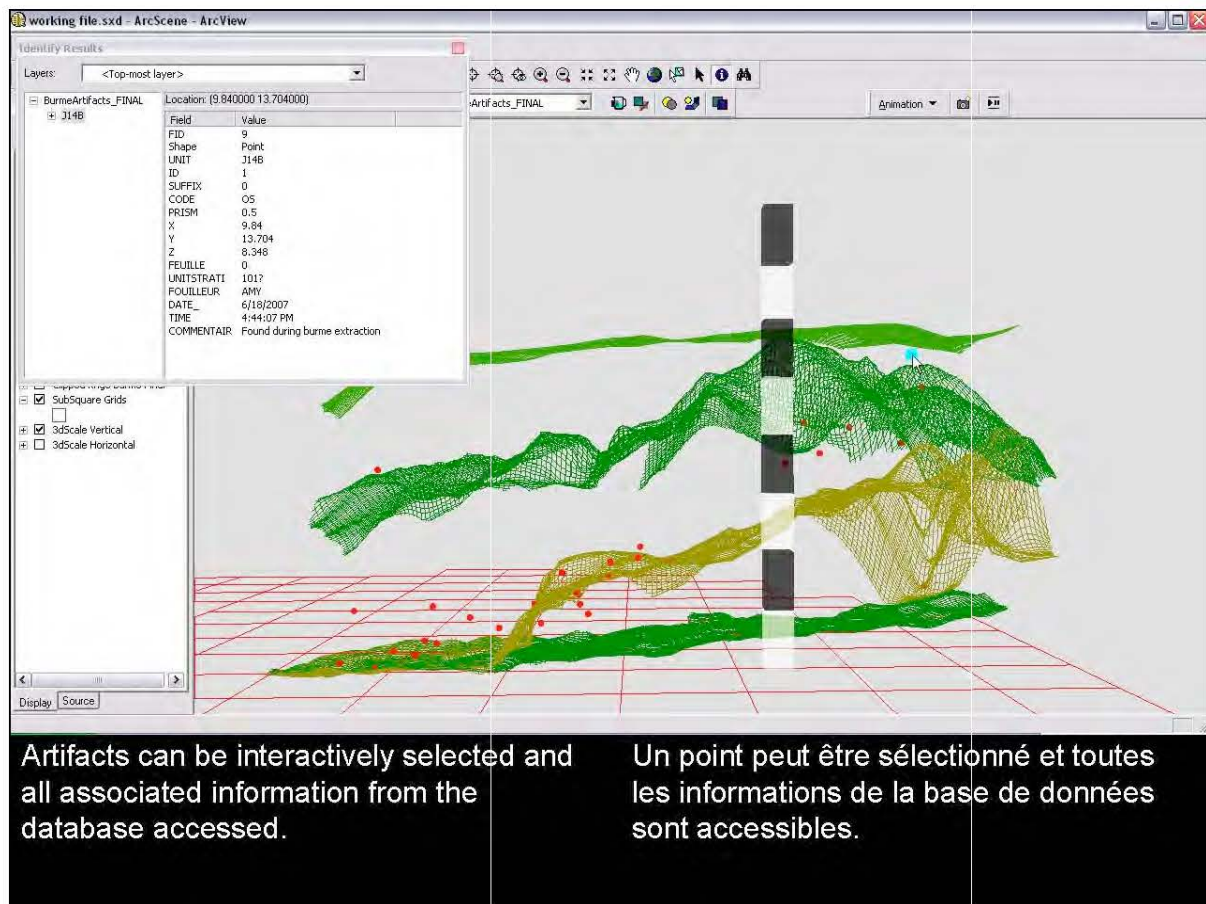 working file.sxd - ArcScene - ArcView
Identify Results
Layers: <Top-most layer>
BurmeArtifacts_FINAL
J14B
Location: (9.840000 13.704000)
Field Value
FID 9
Shape Point
UNIT J14B
ID 1
SUFFIX 0
CODE OS
PRISM 0.5
X 9.84
Y 13.704
Z 8.348
FEUILLE 0
UNITSTRATI 101?
FOUILLEUR AMY
DATE_ 6/18/2007
TIME 4:44:07 PM
COMMENTAIR Found during burme extraction
eArtifacts_FINAL
Animation
SubSquare Grids
3dScale Vertical
3dScale Horizontal
Display Source
Artifacts can be interactively selected and
all associated information from the
database accessed.
Un point peut être sélectionné et toutes
les informations de la base de données
sont accessibles.